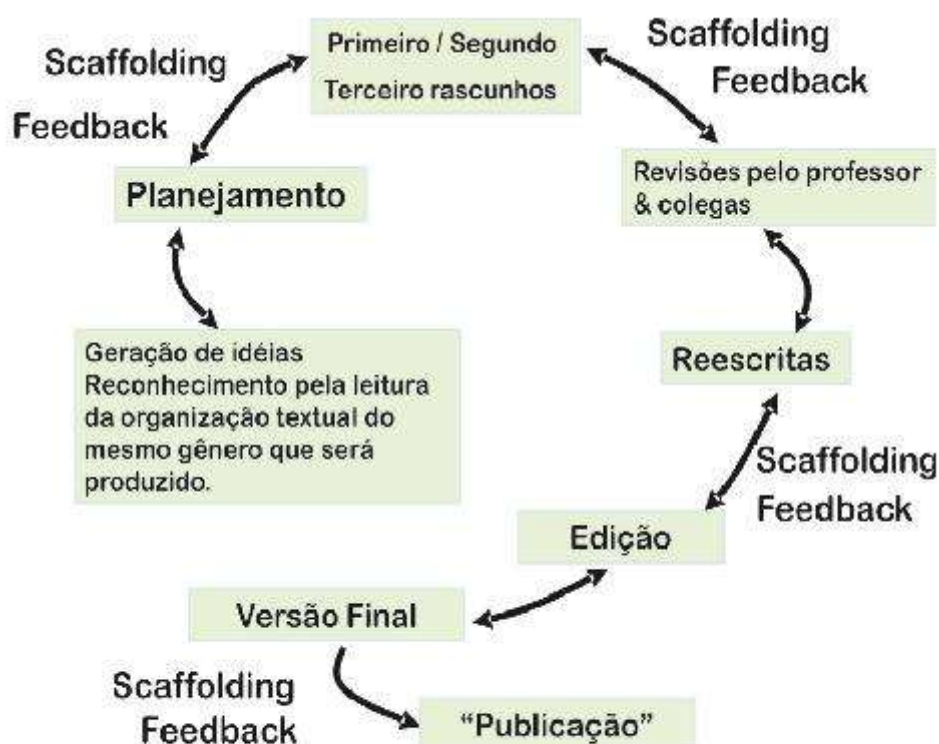 Primeiro / Segundo
Terceiro rascunhos
Scaffolding
Feedback
Scaffolding
Feedback
Planejamento
Revisões pelo professor
& colegas
Geração de idéias
Reconhecimento pela leitura
da organização textual do
mesmo gênero que será
produzido.
Reescritas
Scaffolding
Feedback
Edição
Versão Final
Scaffolding
Feedback
“Publicação”